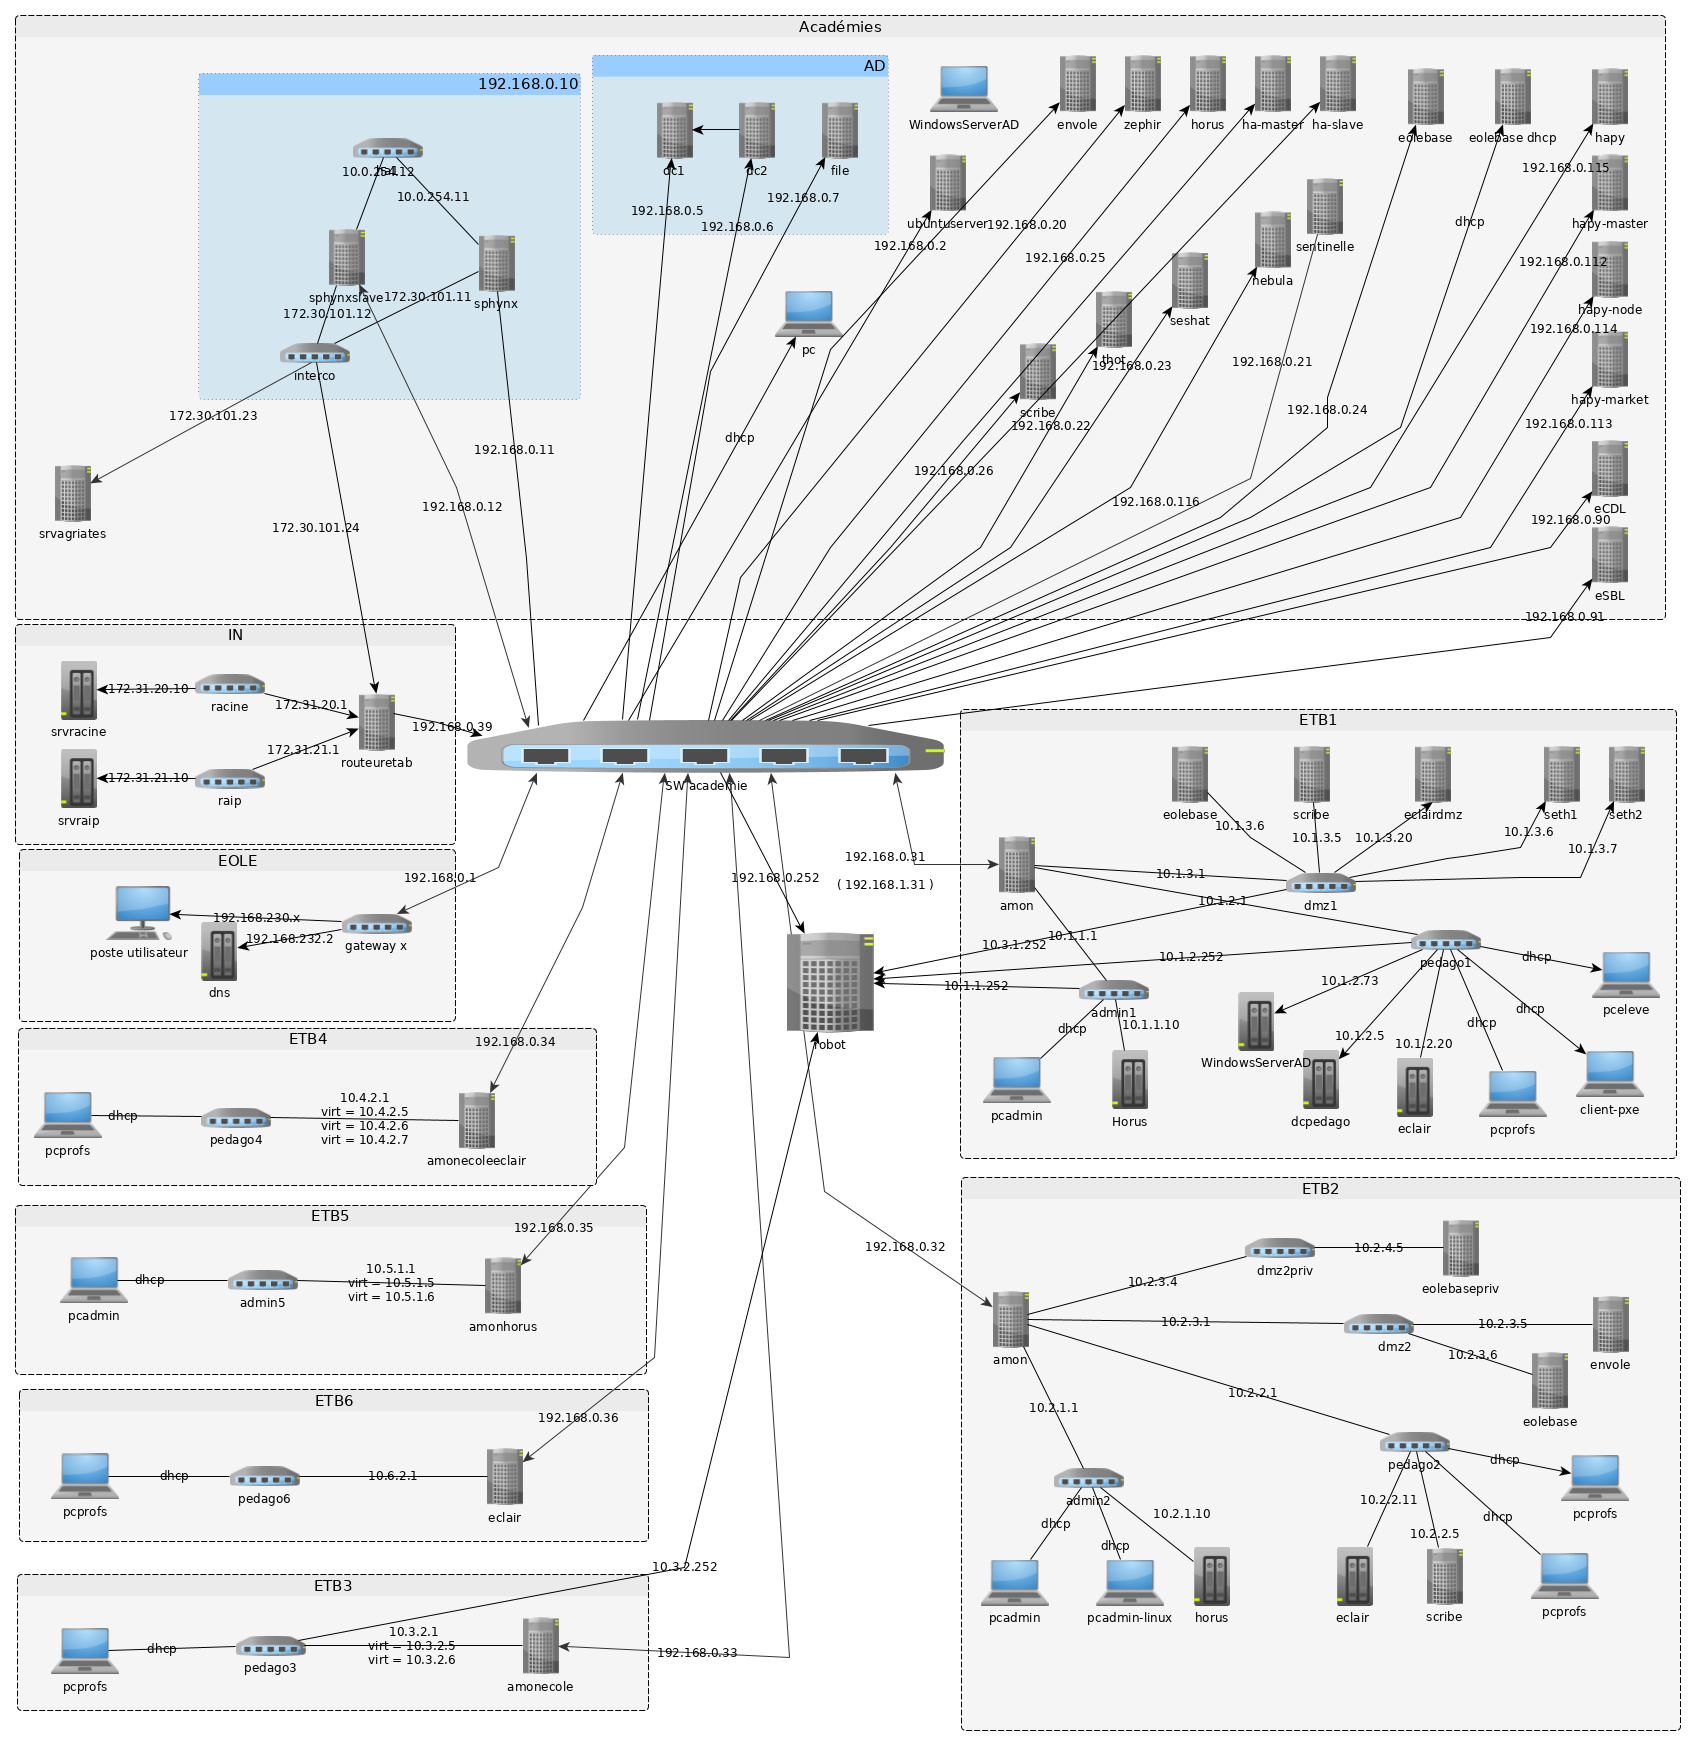 Académies
192.168.0.10
AD
hal
10.0.254.12
10.0.254.11
sphynxslave
172.30.101.11
sphynx
172.30.101.12
interco
172.30.101.23
srvagriates
172.30.101.24
192.168.0.12
192.168.0.11
dc1
dc2
file
192.168.0.5
192.168.0.6
192.168.0.7
WindowsServerAD
envole
zephir
horus
ha-master
ha-slave
eolebase
eolebase dhcp
hapy
ubuntuserver
192.168.0.20
192.168.0.2
192.168.0.25
dhcp
192.168.0.115
hapy-master
sentinelle
192.168.0.112
nebula
hapy-node
seshat
192.168.0.114
pc
thot
192.168.0.23
192.168.0.21
hapy-market
scribe
192.168.0.22
192.168.0.24
192.168.0.113
dhcp
192.168.0.26
192.168.0.116
eCDL
192.168.0.90
eSBL
192.168.0.91
IN
172.31.20.10
racine
srvracine
172.31.20.1
172.31.21.1
routeuretab
192.168.0.39
172.31.21.10
raip
srvraip
SW academie
EOLE
192.168.0.1
192.168.230.x
poste utilisateur
192.168.232.2
gateway x
dns
192.168.0.252
192.168.0.31
( 192.168.1.31 )
robot
ETB1
eolebase
scribe
eclairdmz
seth1
seth2
10.1.3.6
10.1.3.5
10.1.3.20
10.1.3.6
10.1.3.7
10.1.3.1
amon
dmz1
10.1.2.1
10.1.1.1
10.3.1.252
10.1.2.252
pedago1
dhcp
10.1.1.252
10.1.2.73
pceleve
admin1
dhcp
10.1.1.10
dhcp
dhcp
10.1.2.5
10.1.2.20
WindowsServerAD
pcadmin
Horus
dcpedago
eclair
pcprofs
client-pxe
ETB4
192.168.0.34
pcprofs
dhcp
pedago4
10.4.2.1
virt = 10.4.2.5
virt = 10.4.2.6
virt = 10.4.2.7
amonecoleeclair
ETB5
192.168.0.35
pcadmin
dhcp
admin5
10.5.1.1
virt = 10.5.1.5
virt = 10.5.1.6
amonhorus
ETB6
192.168.0.36
pcprofs
dhcp
pedago6
10.6.2.1
eclair
ETB3
10.3.2.252
pcprofs
dhcp
pedago3
10.3.2.1
virt = 10.3.2.5
virt = 10.3.2.6
amonecole
192.168.0.33
ETB2
192.168.0.32
dmz2priv
10.2.4.5
eolebasepriv
10.2.3.4
10.2.3.1
dmz2
10.2.3.5
envole
10.2.3.6
eolebase
amon
10.2.2.1
10.2.1.1
pedago2
dhcp
pcprofs
admin2
10.2.1.10
10.2.2.11
10.2.2.5
dhcp
dhcp
dhcp
pcadmin
pcadmin-linux
horus
eclair
scribe
pcprofs